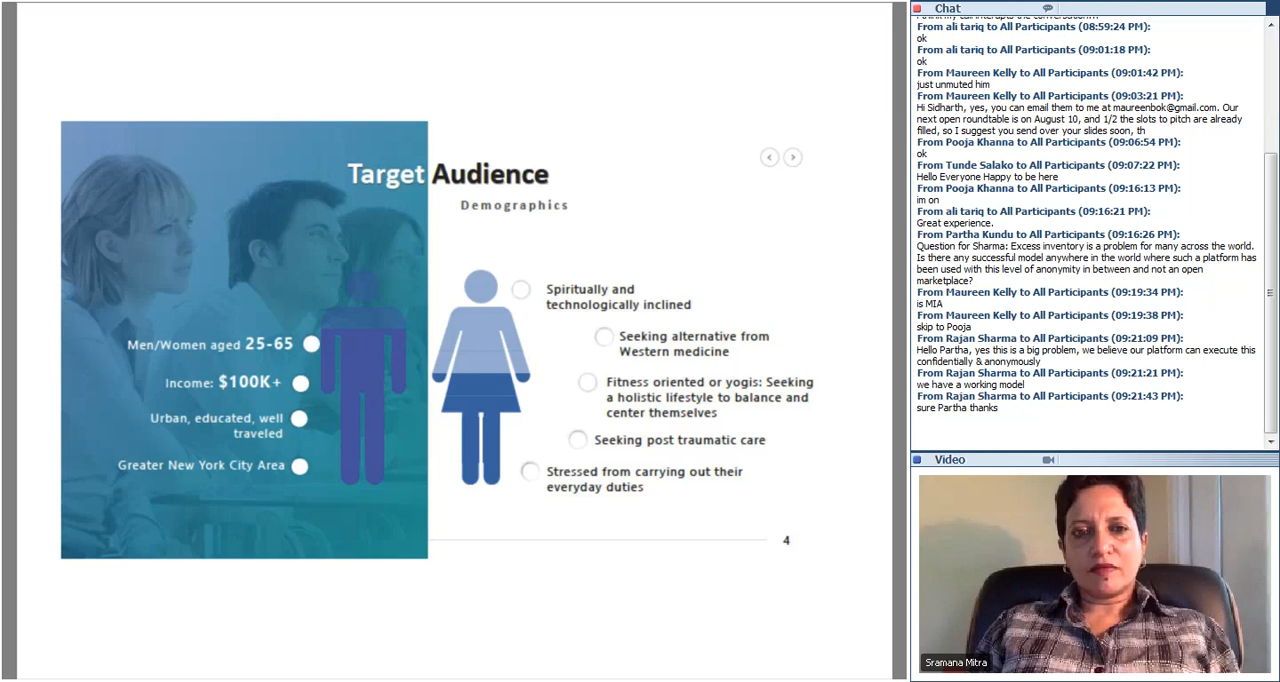 Target Audience
Demographics
Men/Women aged 25-65
Income: $100K+
Urban, educated, well
traveled
Greater New York City Area
Spiritually and
technologically inclined
Seeking alternative from
Western medicine
Fitness oriented or yogis: Seeking
a holistic lifestyle to balance and
center themselves
Seeking post traumatic care
Stressed from carrying out their
everyday duties
4
Chat
From ali tariq to All Participants (08:59:24 PM):
ok
From ali tariq to All Participants (09:01:18 PM):
ok
From Maureen Kelly to All Participants (09:01:42 PM):
just unmuted him
From Maureen Kelly to All Participants (09:03:21 PM):
Hi Sidharth, yes, you can email them to me at maureenbok@gmail.com. Our
next open roundtable is on August 10, and 1/2 the slots to pitch are already
filled, so I suggest you send over your slides soon, th
From Pooja Khanna to All Participants (09:06:54 PM):
ok
From Tunde Salako to All Participants (09:07:22 PM):
Hello Everyone Happy to be here
From Pooja Khanna to All Participants (09:16:13 PM):
im on
From ali tariq to All Participants (09:16:21 PM):
Great experience.
From Partha Kundu to All Participants (09:16:26 PM):
Question for Sharma: Excess inventory is a problem for many across the world.
Is there any successful model anywhere in the world where such a platform has
been used with this level of anonymity in between and not an open
marketplace?
From Maureen Kelly to All Participants (09:19:34 PM):
is MIA
From Maureen Kelly to All Participants (09:19:38 PM):
skip to Pooja
From Rajan Sharma to All Participants (09:21:09 PM):
Hello Partha, yes this is a big problem, we believe our platform can execute this
confidentially & anonymously
From Rajan Sharma to All Participants (09:21:21 PM):
we have a working model
From Rajan Sharma to All Participants (09:21:43 PM):
sure Partha thanks
Video
Sramana Mitra